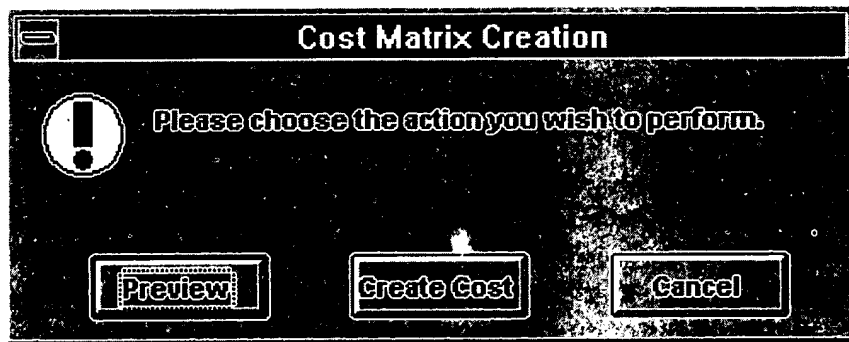 Cost Matrix Creation
Please choose the action you wish to perform.
Preview Create Cost Cancel